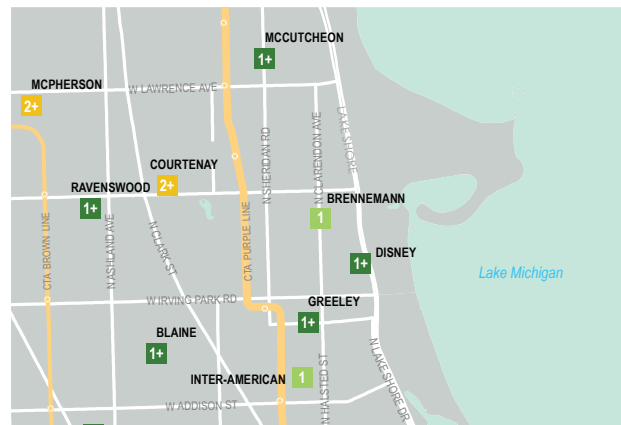 MCCUTCHEON
1+
MCPHERSON
2+
W LAWRENCE AVE
LAKE SHORE
N CLARENDON AVE
N SHERIDAN RD
COURTENAY
2+
RAVENSWOOD
1+
BRENNEMANN
1
CTA BROWN LINE
N ASHLAND AVE
N CLARK ST
CTA PURPLE LINE
DISNEY
1+
Lake Michigan
W IRVING PARK RD
GREELEY
1+
BLAINE
1+
INTER-AMERICAN
1
N HALSTED ST
N LAKE SHORE DR
W ADDISON ST